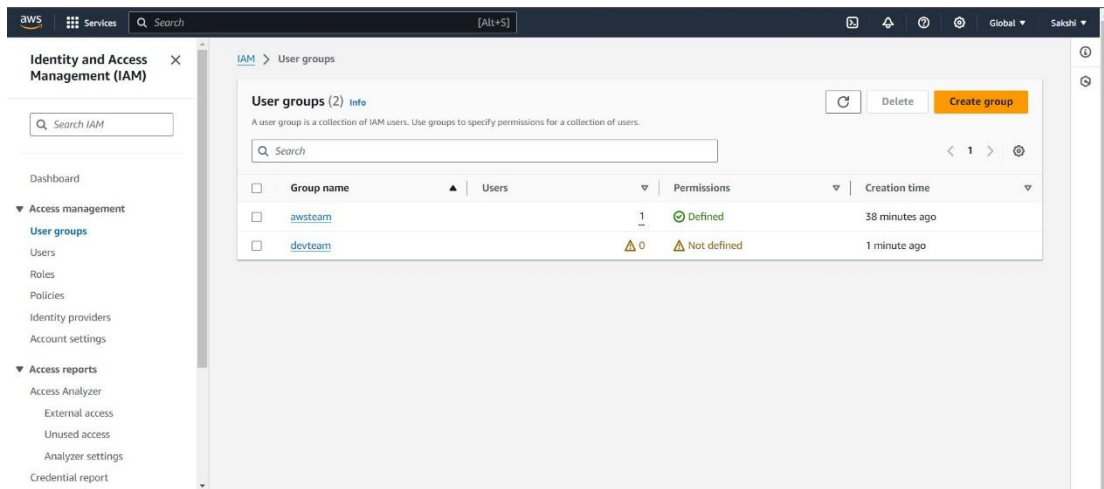 aws Services Search [Alt+S] Global Sakshi
Identity and Access
Management (IAM)
Search IAM
Dashboard
Access management
User groups
Users
Roles
Policies
Identity providers
Account settings
Access reports
Access Analyzer
External access
Unused access
Analyzer settings
Credential report
IAM > User groups
User groups (2) Info
Delete Create group
A user group is a collection of IAM users. Use groups to specify permissions for a collection of users.
Search
< 1 >
Group name Users Permissions Creation time
awsteam 1 Defined 38 minutes ago
devteam 0 Not defined 1 minute ago